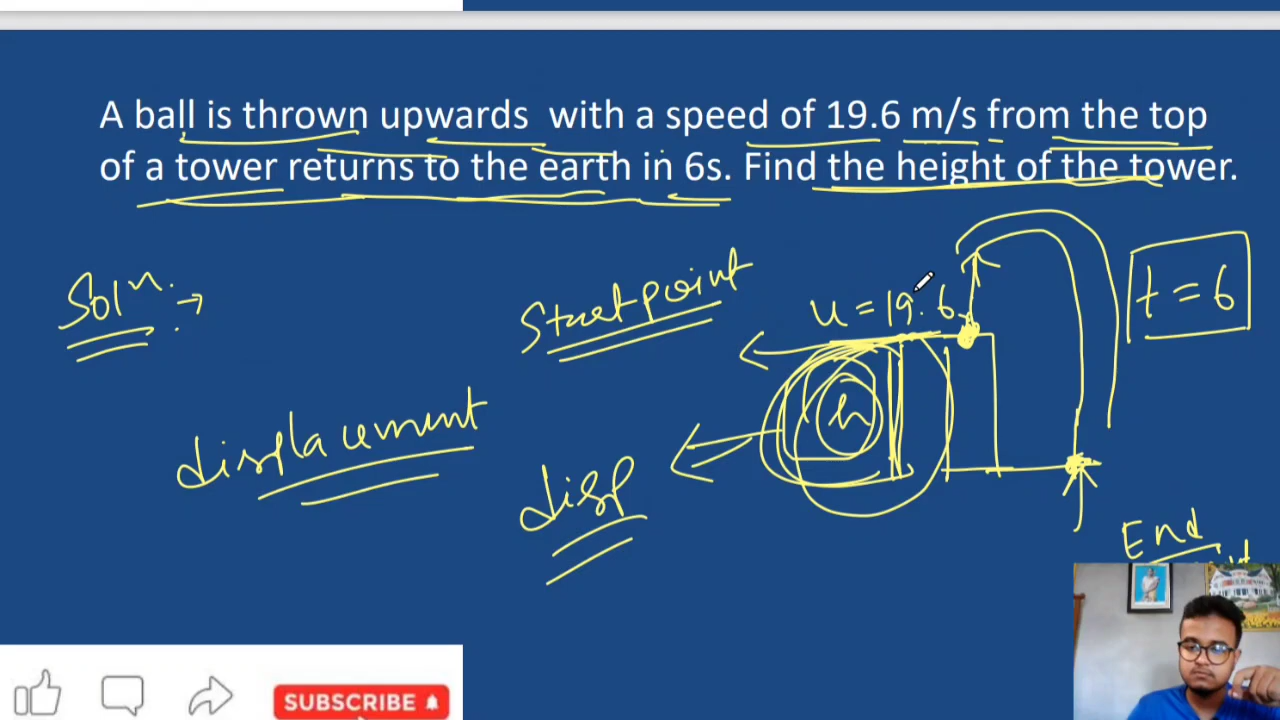 A ball is thrown upwards with a speed of 19.6 m/s from the top
of a tower returns to the earth in 6s. Find the height of the tower.
Soln. →
Start point
u = 19.6
t = 6
h
displacement
disp
End
SUBSCRIBE